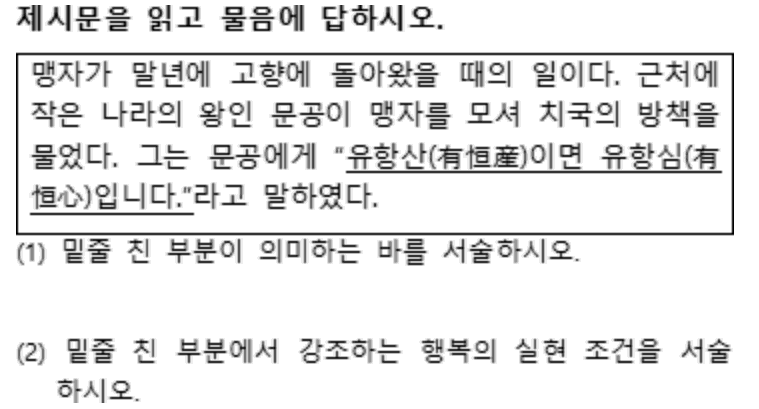 제시문을 읽고 물음에 답하시오.
맹자가 말년에 고향에 돌아왔을 때의 일이다. 근처에
작은 나라의 왕인 문공이 맹자를 모셔 치국의 방책을
물었다. 그는 문공에게 “유항산(有恒産)이면 유항심(有
恒心)입니다.”라고 말하였다.
(1) 밑줄 친 부분이 의미하는 바를 서술하시오.
(2) 밑줄 친 부분에서 강조하는 행복의 실현 조건을 서술
하시오.